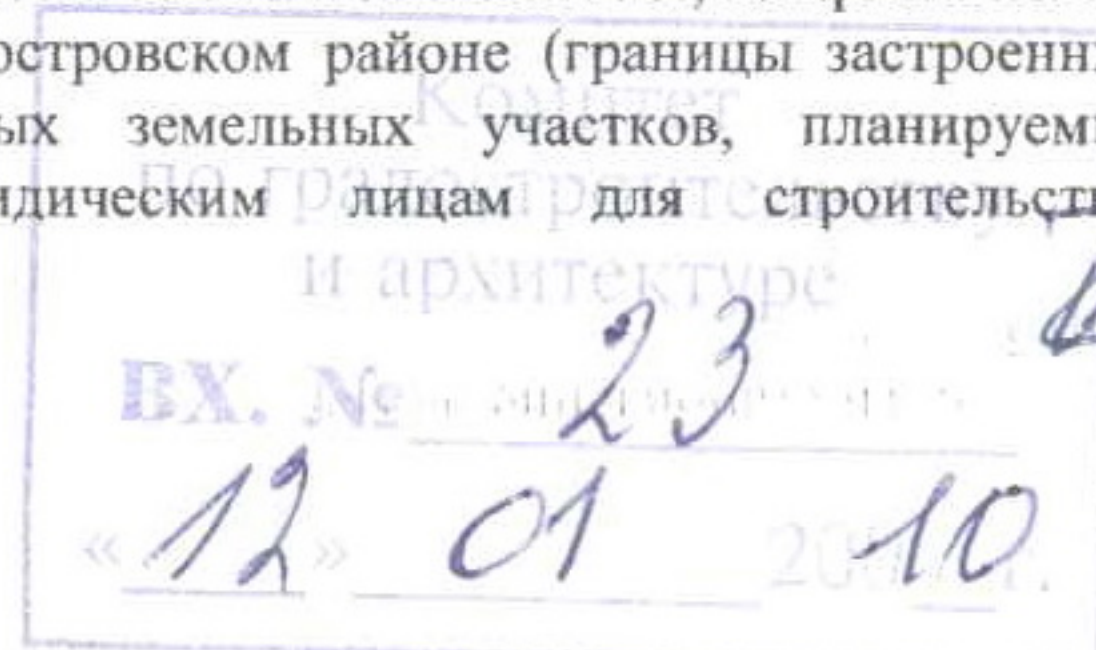 островском районе (границы застроенн
ых земельных участков, планируем
идическим лицам для строительст
Комитет
по градостроительству
и архитектуре
ВХ. № 23
« 12 » 01 2010 г.